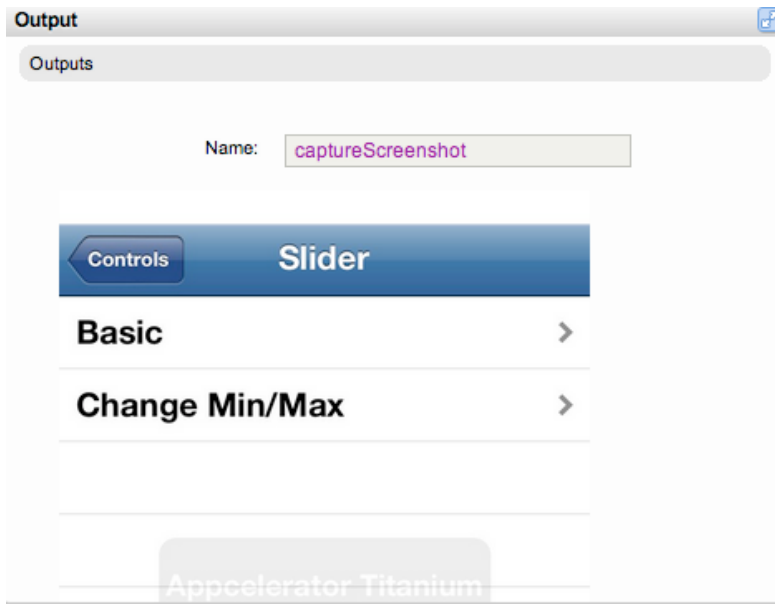 Output
Outputs
Name: captureScreenshot
Controls Slider
Basic
Change Min/Max
Appcelerator Titanium